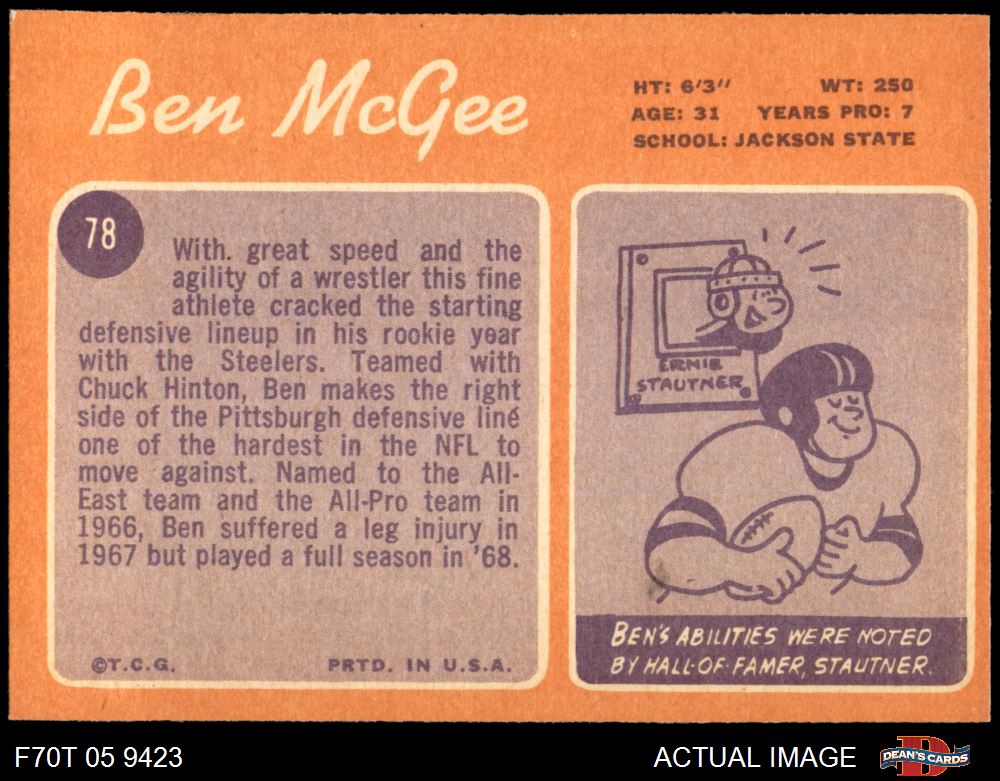 Ben McGee
HT: 6'3" WT: 250
AGE: 31 YEARS PRO: 7
SCHOOL: JACKSON STATE
78
With. great speed and the
agility of a wrestler this fine
athlete cracked the starting
defensive lineup in his rookie year
with the Steelers. Teamed with
Chuck Hinton, Ben makes the right
side of the Pittsburgh defensive line
one of the hardest in the NFL to
move against. Named to the All-
East team and the All-Pro team in
1966, Ben suffered a leg injury in
1967 but played a full season in '68.
©T.C.G. PRTD. IN U.S.A.
ERNIE
STAUTNER
BEN'S ABILITIES WERE NOTED
BY HALL-OF-FAMER, STAUTNER.
F70T 05 9423
ACTUAL IMAGE
DEAN'S CARDS